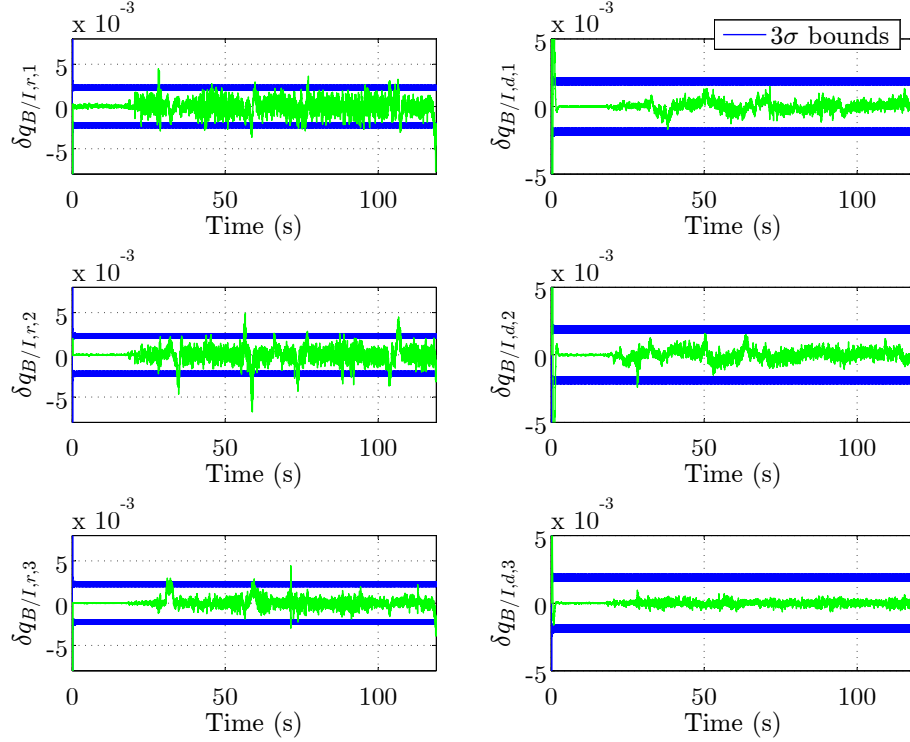 x 10⁻³
δq_{B/I,r,1}
5
0
-5
0 50 100
Time (s)
x 10⁻³
3σ bounds
δq_{B/I,d,1}
5
0
-5
0 50 100
Time (s)
x 10⁻³
δq_{B/I,r,2}
5
0
-5
0 50 100
Time (s)
x 10⁻³
δq_{B/I,d,2}
5
0
-5
0 50 100
Time (s)
x 10⁻³
δq_{B/I,r,3}
5
0
-5
0 50 100
Time (s)
x 10⁻³
δq_{B/I,d,3}
5
0
-5
0 50 100
Time (s)